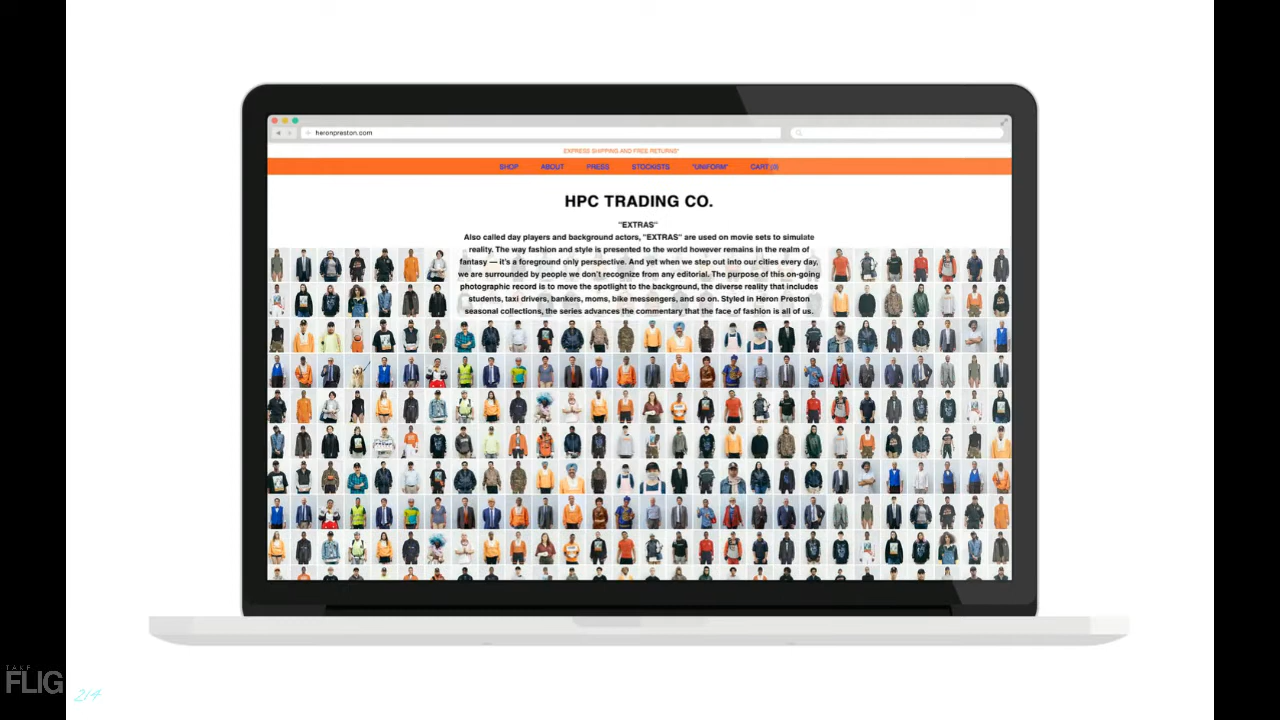 heronpreston.com
EXPRESS SHIPPING AND FREE RETURNS*
SHOP ABOUT PRESS STOCKISTS "UNIFORM" CART (0)
HPC TRADING CO.
"EXTRAS"
Also called day players and background actors, "EXTRAS" are used on movie sets to simulate
reality. The way fashion and style is presented to the world however remains in the realm of
fantasy — it's a foreground only perspective. And yet when we step out into our cities every day,
we are surrounded by people we don't recognize from any editorial. The purpose of this on-going
photographic record is to move the spotlight to the background, the diverse reality that includes
students, taxi drivers, bankers, moms, bike messengers, and so on. Styled in Heron Preston
seasonal collections, the series advances the commentary that the face of fashion is all of us.
TAKE
FLIG
214